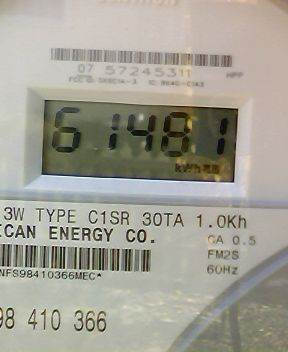 07 57245311 HPP
61481
kWh
3W TYPE C1SR 30TA 1.0Kh
ICAN ENERGY CO. CA 0.5
FM2S
NFS98410366MEC* 60Hz
98 410 366